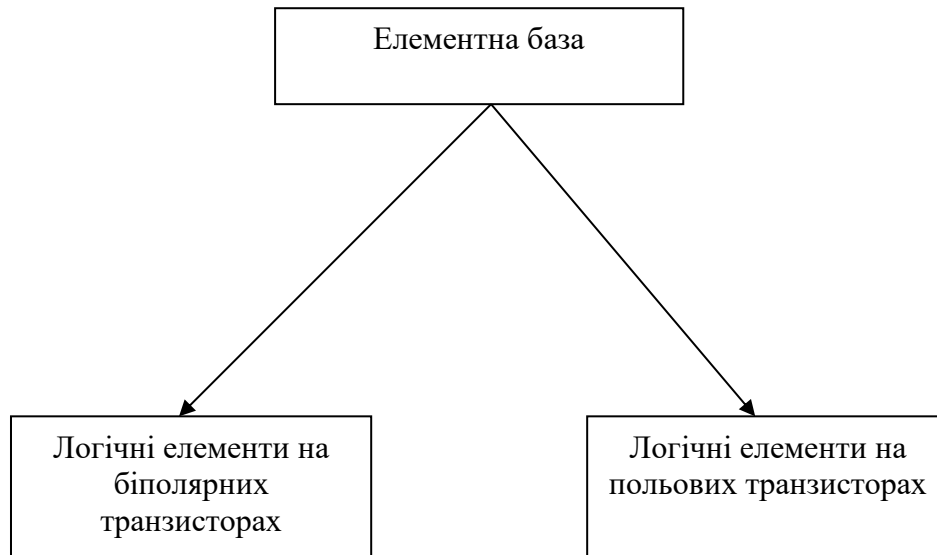 Елементна база
Логічні елементи на
біполярних
транзисторах
Логічні елементи на
польових транзисторах